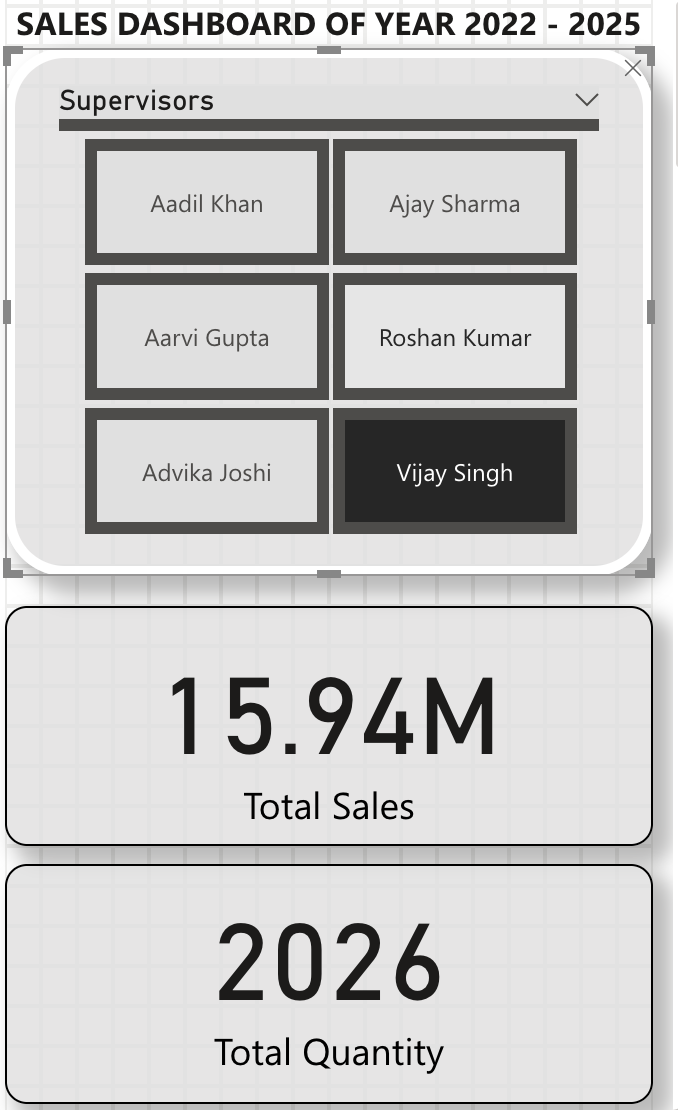 SALES DASHBOARD OF YEAR 2022 - 2025
Supervisors
Aadil Khan
Ajay Sharma
Aarvi Gupta
Roshan Kumar
Advika Joshi
Vijay Singh
15.94M
Total Sales
2026
Total Quantity